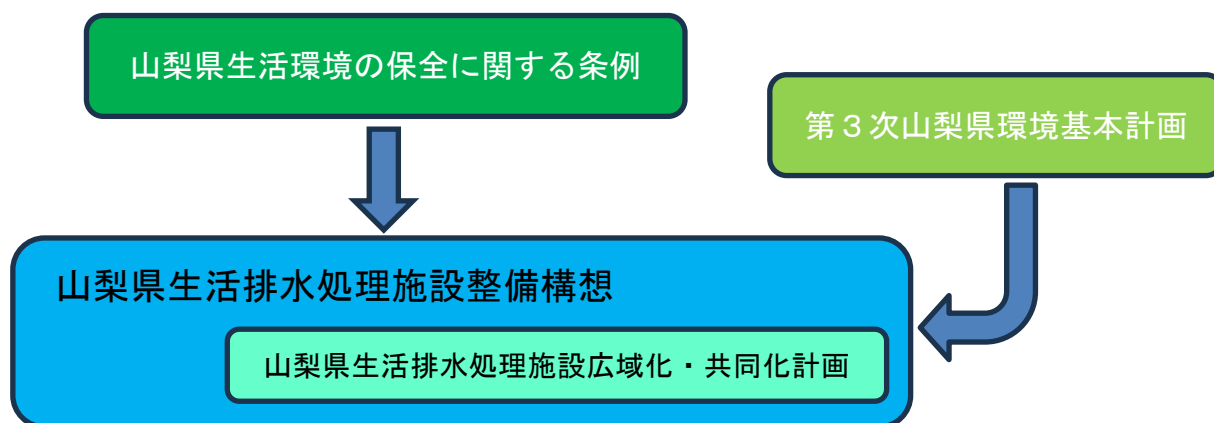 山梨県生活環境の保全に関する条例
第３次山梨県環境基本計画
山梨県生活排水処理施設整備構想
山梨県生活排水処理施設広域化・共同化計画